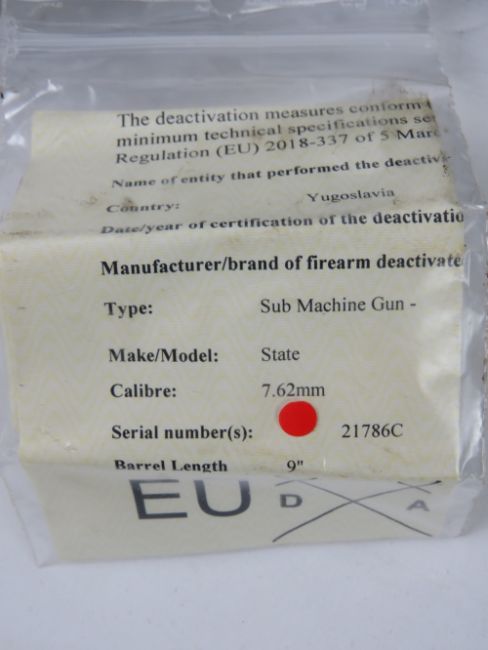 The deactivation measures conform
minimum technical specifications se
Regulation (EU) 2018-337 of 5 Mar
Name of entity that performed the deactiv
Country: Yugoslavia
Date/year of certification of the deactivatio
Manufacturer/brand of firearm deactivate
Type: Sub Machine Gun -
Make/Model: State
Calibre: 7.62mm
Serial number(s): 21786C
Barrel Length 9"
EU D A